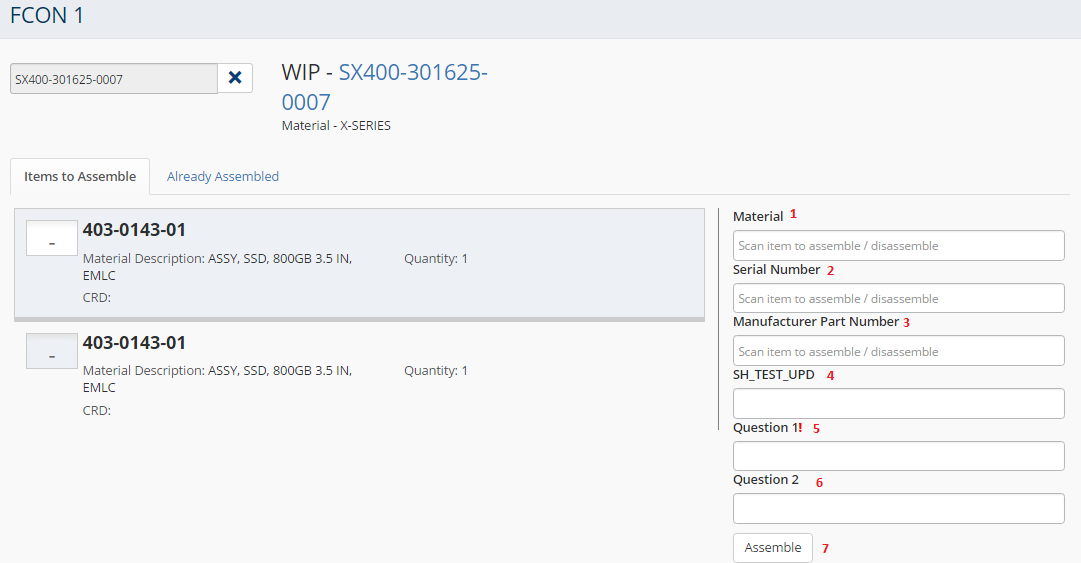 FCON 1
SX400-301625-0007
WIP - SX400-301625-
0007
Material - X-SERIES
Items to Assemble
Already Assembled
403-0143-01
Material Description: ASSY, SSD, 800GB 3.5 IN,
EMLC
Quantity: 1
CRD:
403-0143-01
Material Description: ASSY, SSD, 800GB 3.5 IN,
EMLC
Quantity: 1
CRD:
Material 1
Scan item to assemble / disassemble
Serial Number 2
Scan item to assemble / disassemble
Manufacturer Part Number 3
Scan item to assemble / disassemble
SH_TEST_UPD 4
Question 1! 5
Question 2 6
Assemble 7